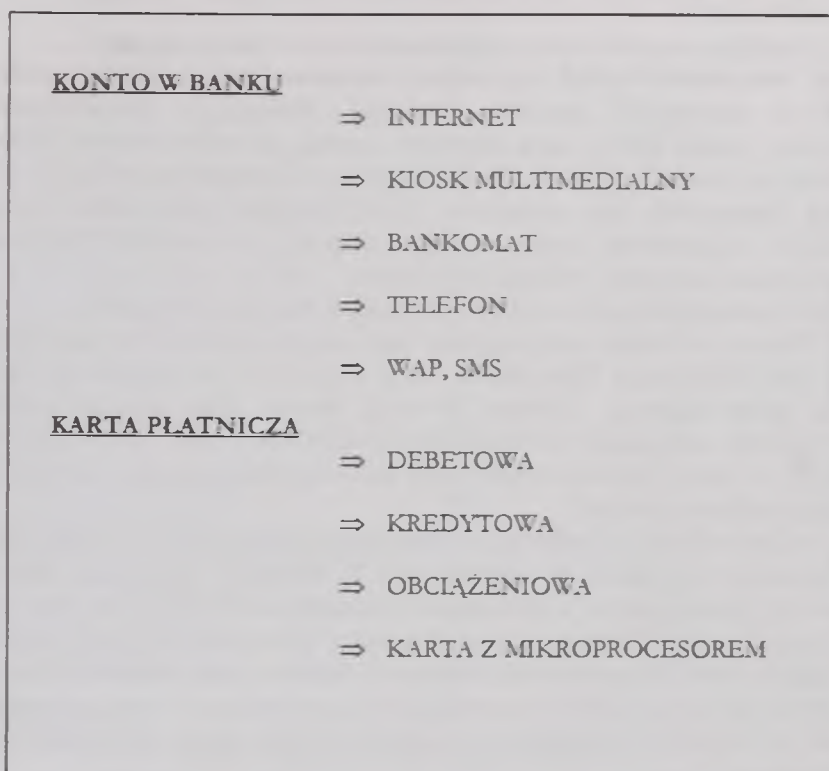 KONTO W BANKU
⇒ INTERNET
⇒ KIOSK MULTIMEDIALNY
⇒ BANKOMAT
⇒ TELEFON
⇒ WAP, SMS
KARTA PŁATNICZA
⇒ DEBETOWA
⇒ KREDYTOWA
⇒ OBCIĄŻENIOWA
⇒ KARTA Z MIKROPROCESOREM